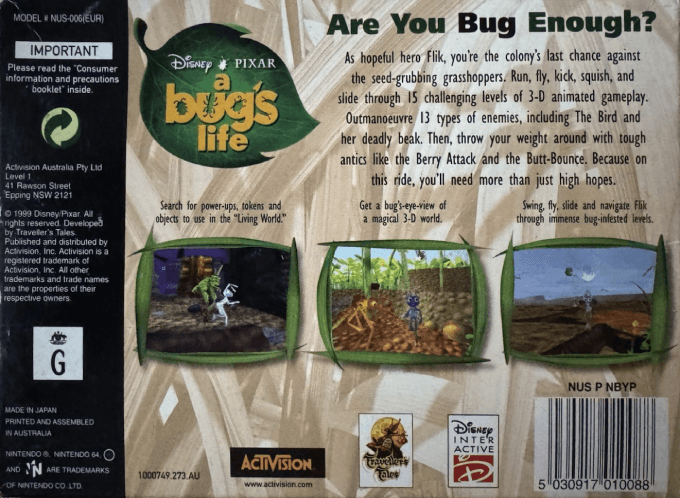 MODEL # NUS-006(EUR)
IMPORTANT
Please read the "Consumer
information and precautions
booklet" inside.
Activision Australia Pty Ltd
Level 1
41 Rawson Street
Epping NSW 2121
© 1999 Disney/Pixar. All
rights reserved. Developed
by Traveller's Tales.
Published and distributed by
Activision, Inc. Activision is a
registered trademark of
Activision, Inc. All other
trademarks and trade names
are the properties of their
respective owners.
G
MADE IN JAPAN
PRINTED AND ASSEMBLED
IN AUSTRALIA
NINTENDO ®, NINTENDO 64,
AND N ARE TRADEMARKS
OF NINTENDO CO. LTD.
Disney PIXAR
a
bug's
life
Are You Bug Enough?
As hopeful hero Flik, you're the colony's last chance against
the seed-grubbing grasshoppers. Run, fly, kick, squish, and
slide through 15 challenging levels of 3-D animated gameplay.
Outmanoeuvre 13 types of enemies, including The Bird and
her deadly beak. Then, throw your weight around with tough
antics like the Berry Attack and the Butt-Bounce. Because on
this ride, you'll need more than just high hopes.
Search for power-ups, tokens and
objects to use in the "Living World."
Get a bug's-eye-view of
a magical 3-D world.
Swing, fly, slide and navigate Flik
through immense bug-infested levels.
1000749.273.AU
ACTIVISION
www.activision.com
Traveller's
Tales
Disney
INTER
ACTIVE
D
NUS P NBYP
5 030917 010088